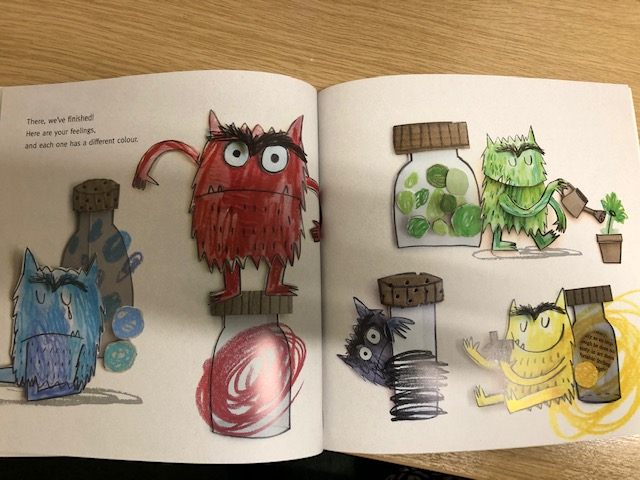 There, we've finished!
Here are your feelings,
and each one has a different colour.